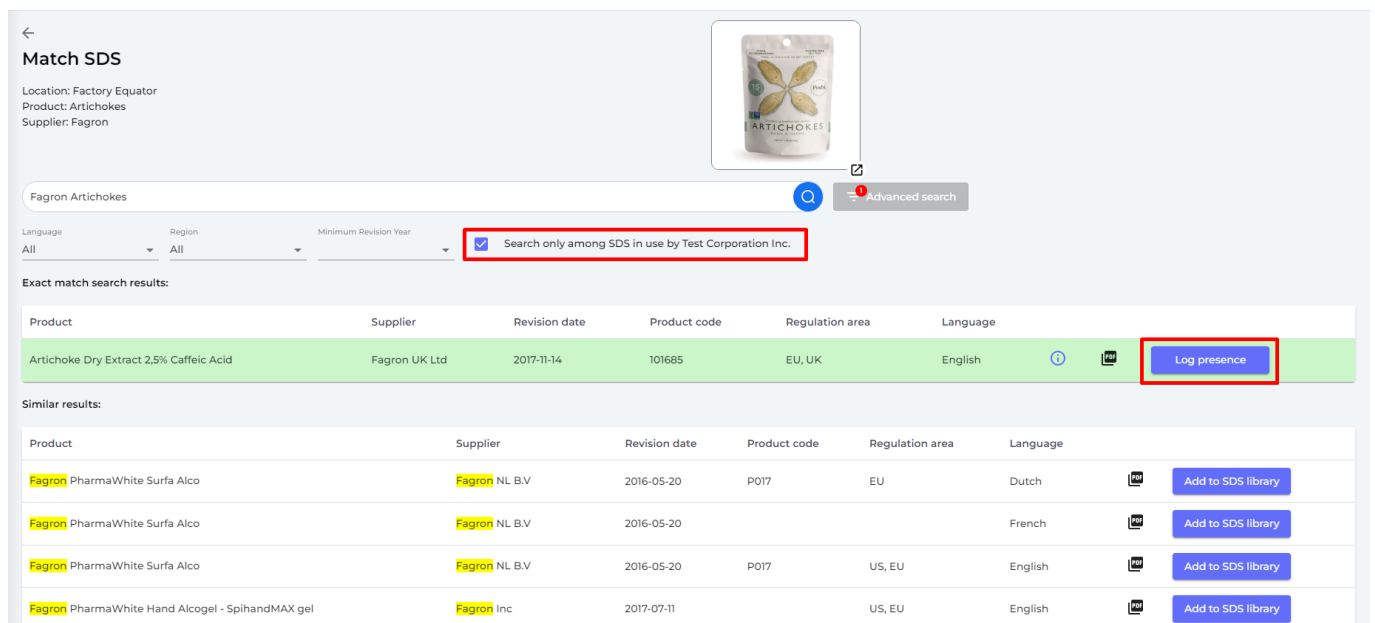 Match SDS
Location: Factory Equator
Product: Artichokes
Supplier: Fagron
ARTICHOKES
Fagron Artichokes
1
Advanced search
Language
All
Region
All
Minimum Revision Year
Search only among SDS in use by Test Corporation Inc.
Exact match search results:
Product Supplier Revision date Product code Regulation area Language
Artichoke Dry Extract 2,5% Caffeic Acid Fagron UK Ltd 2017-11-14 101685 EU, UK English PDF Log presence
Similar results:
Product Supplier Revision date Product code Regulation area Language
Fagron PharmaWhite Surfa Alco Fagron NL B.V 2016-05-20 P017 EU Dutch PDF Add to SDS library
Fagron PharmaWhite Surfa Alco Fagron NL B.V 2016-05-20 French PDF Add to SDS library
Fagron PharmaWhite Surfa Alco Fagron NL B.V 2016-05-20 P017 US, EU English PDF Add to SDS library
Fagron PharmaWhite Hand Alcogel - SpihandMAX gel Fagron Inc 2017-07-11 US, EU English PDF Add to SDS library